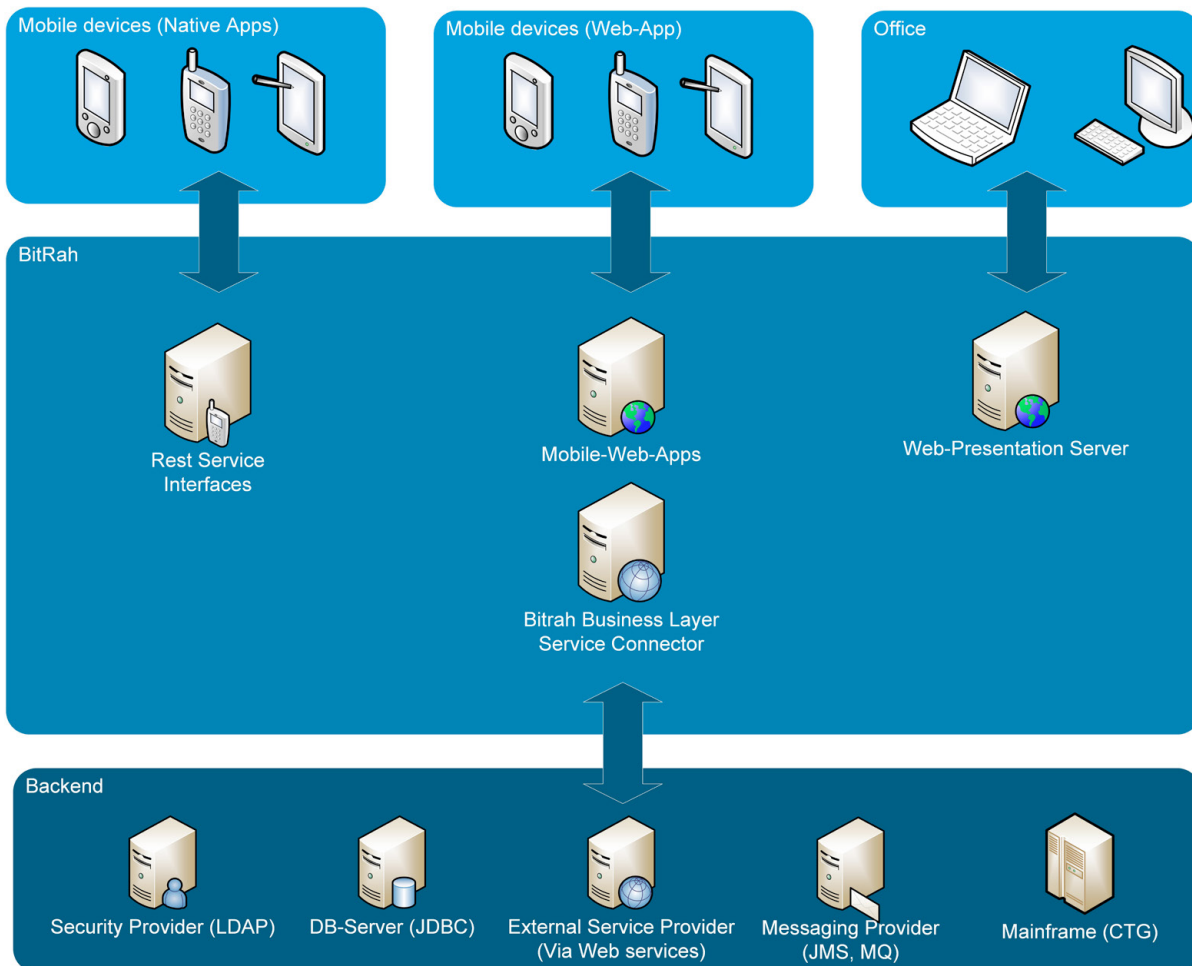 Mobile devices (Native Apps)
Mobile devices (Web-App)
Office
BitRah
Rest Service
Interfaces
Mobile-Web-Apps
Web-Presentation Server
Bitrah Business Layer
Service Connector
Backend
Security Provider (LDAP)
DB-Server (JDBC)
External Service Provider
(Via Web services)
Messaging Provider
(JMS, MQ)
Mainframe (CTG)